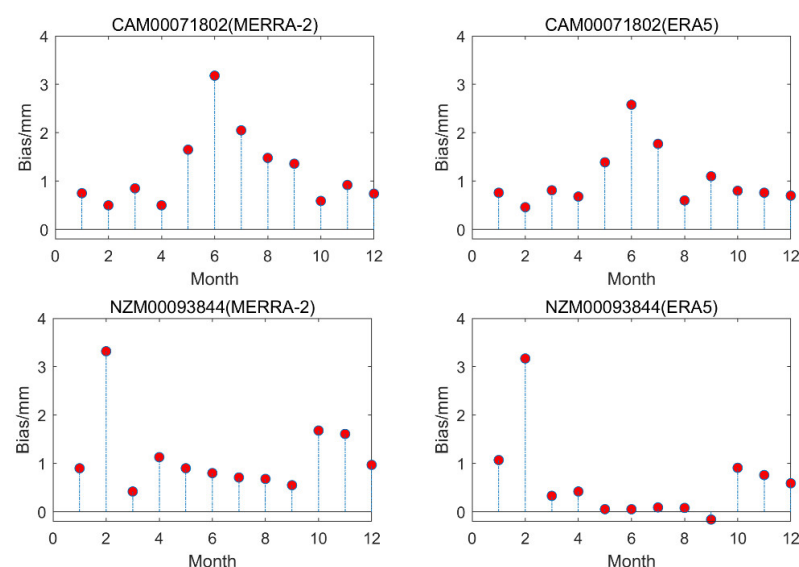 CAM00071802(MERRA-2)
4
3
2
1
0
Bias/mm
0 2 4 6 8 10 12
Month
CAM00071802(ERA5)
4
3
2
1
0
Bias/mm
0 2 4 6 8 10 12
Month
NZM00093844(MERRA-2)
4
3
2
1
0
Bias/mm
0 2 4 6 8 10 12
Month
NZM00093844(ERA5)
4
3
2
1
0
Bias/mm
0 2 4 6 8 10 12
Month